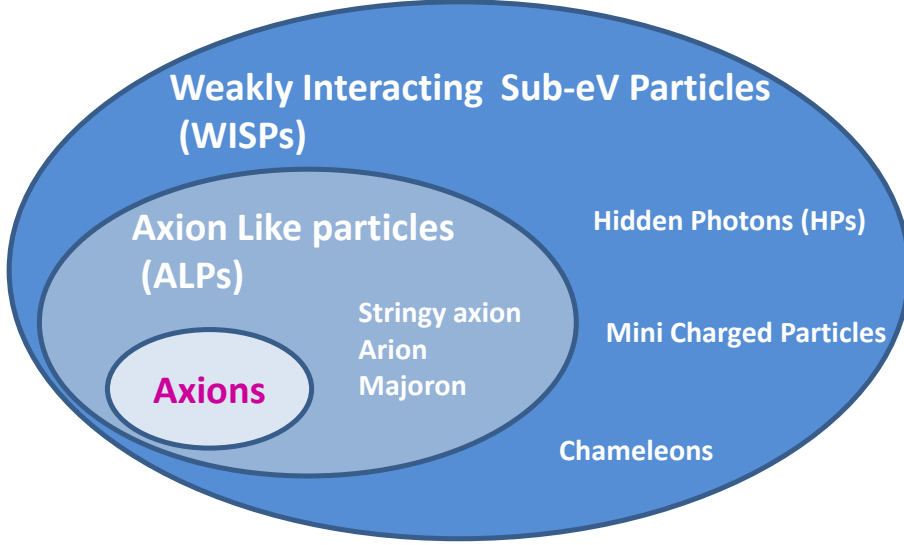 Weakly Interacting Sub-eV Particles
(WISPs)
Axion Like particles
(ALPs)
Hidden Photons (HPs)
Stringy axion
Arion
Majoron
Mini Charged Particles
Axions
Chameleons